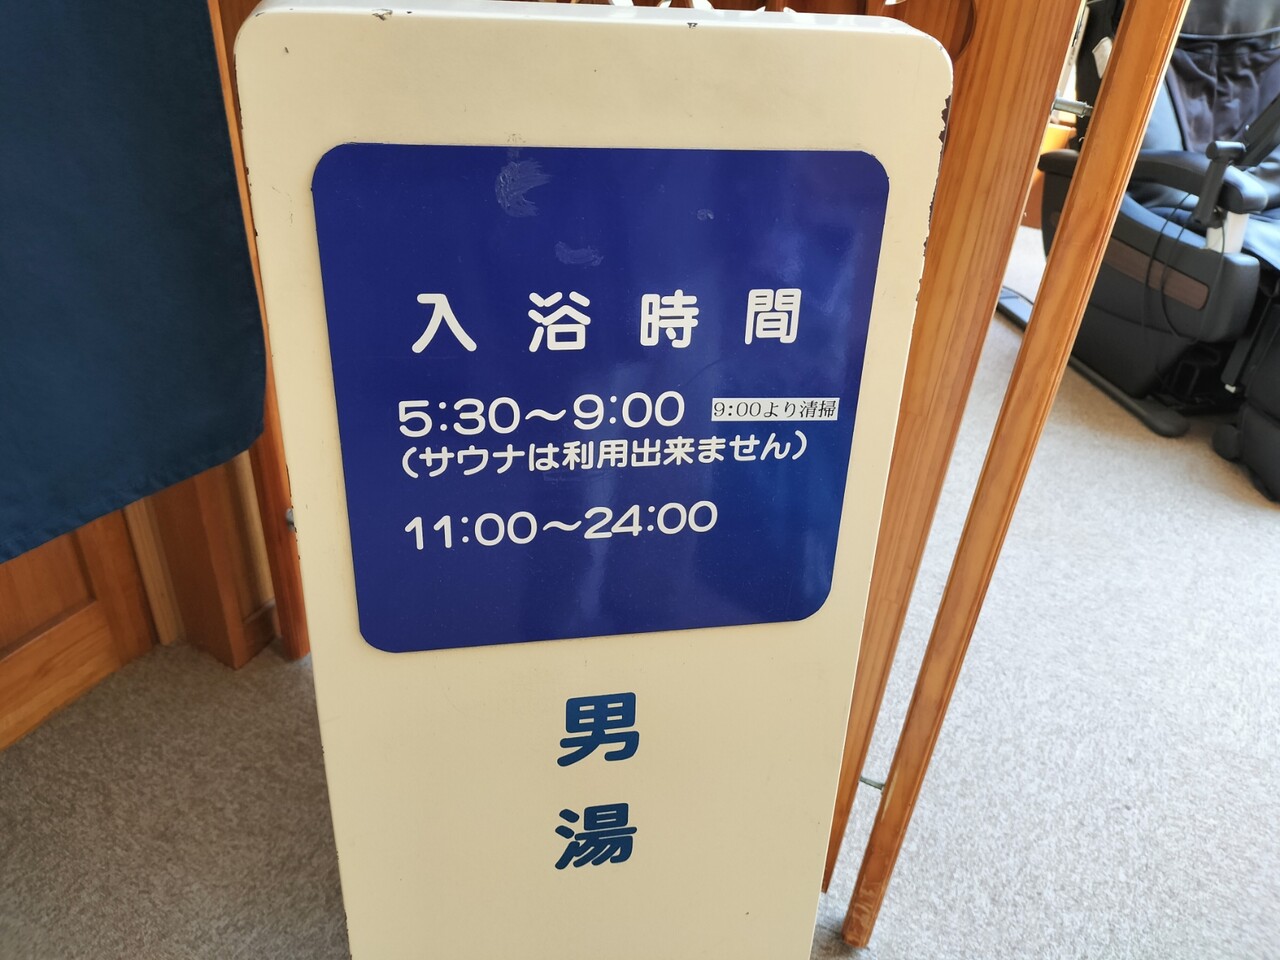 入浴時間
5:30〜9:00 9:00より清掃
(サウナは利用出来ません)
11:00〜24:00
男
湯